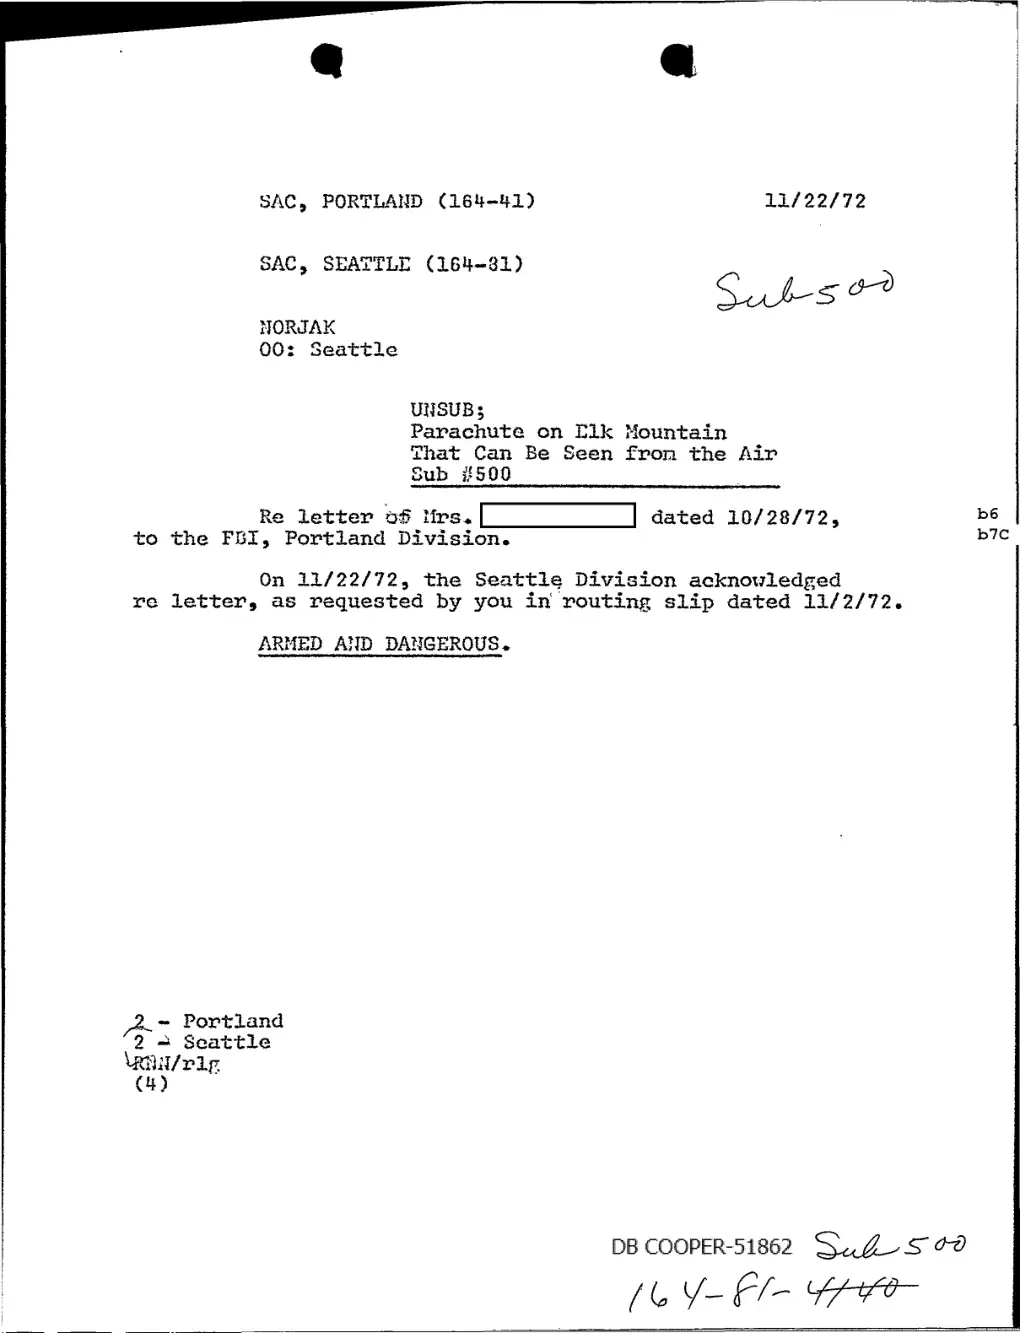 SAC, PORTLAND (164-41) 11/22/72
SAC, SEATTLE (164-81)
Sub 500
NORJAK
OO: Seattle
UNSUB;
Parachute on Elk Mountain
That Can Be Seen from the Air
Sub #500
Re letter of Mrs. dated 10/28/72, b6
to the FBI, Portland Division. b7C
On 11/22/72, the Seattle Division acknowledged
re letter, as requested by you in routing slip dated 11/2/72.
ARMED AND DANGEROUS.
2 - Portland
2 - Seattle
/rlg
(4)
DB COOPER-51862 Sub 500
164-81-4140